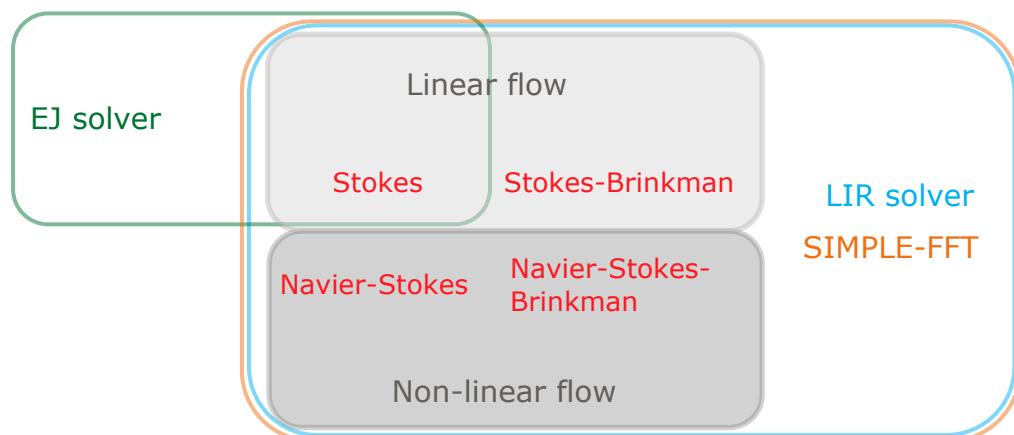 Linear flow
EJ solver
Stokes
Stokes-Brinkman
LIR solver
SIMPLE-FFT
Navier-Stokes
Navier-Stokes-
Brinkman
Non-linear flow